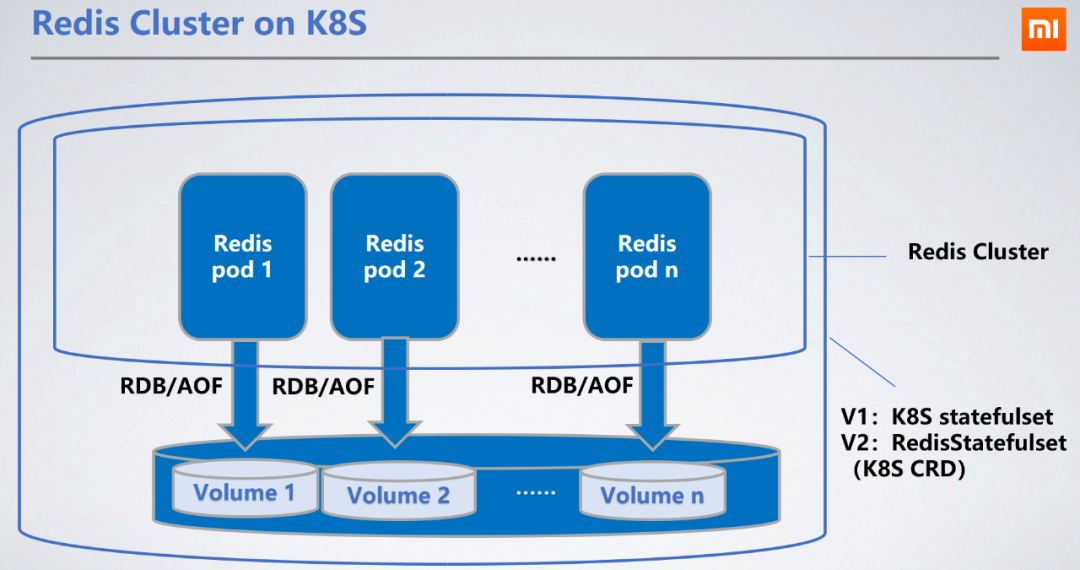 Redis Cluster on K8S
mi
Redis
pod 1
Redis
pod 2
......
Redis
pod n
Redis Cluster
RDB/AOF
RDB/AOF
RDB/AOF
V1：K8S statefulset
V2：RedisStatefulset
（K8S CRD）
Volume 1
Volume 2
......
Volume n